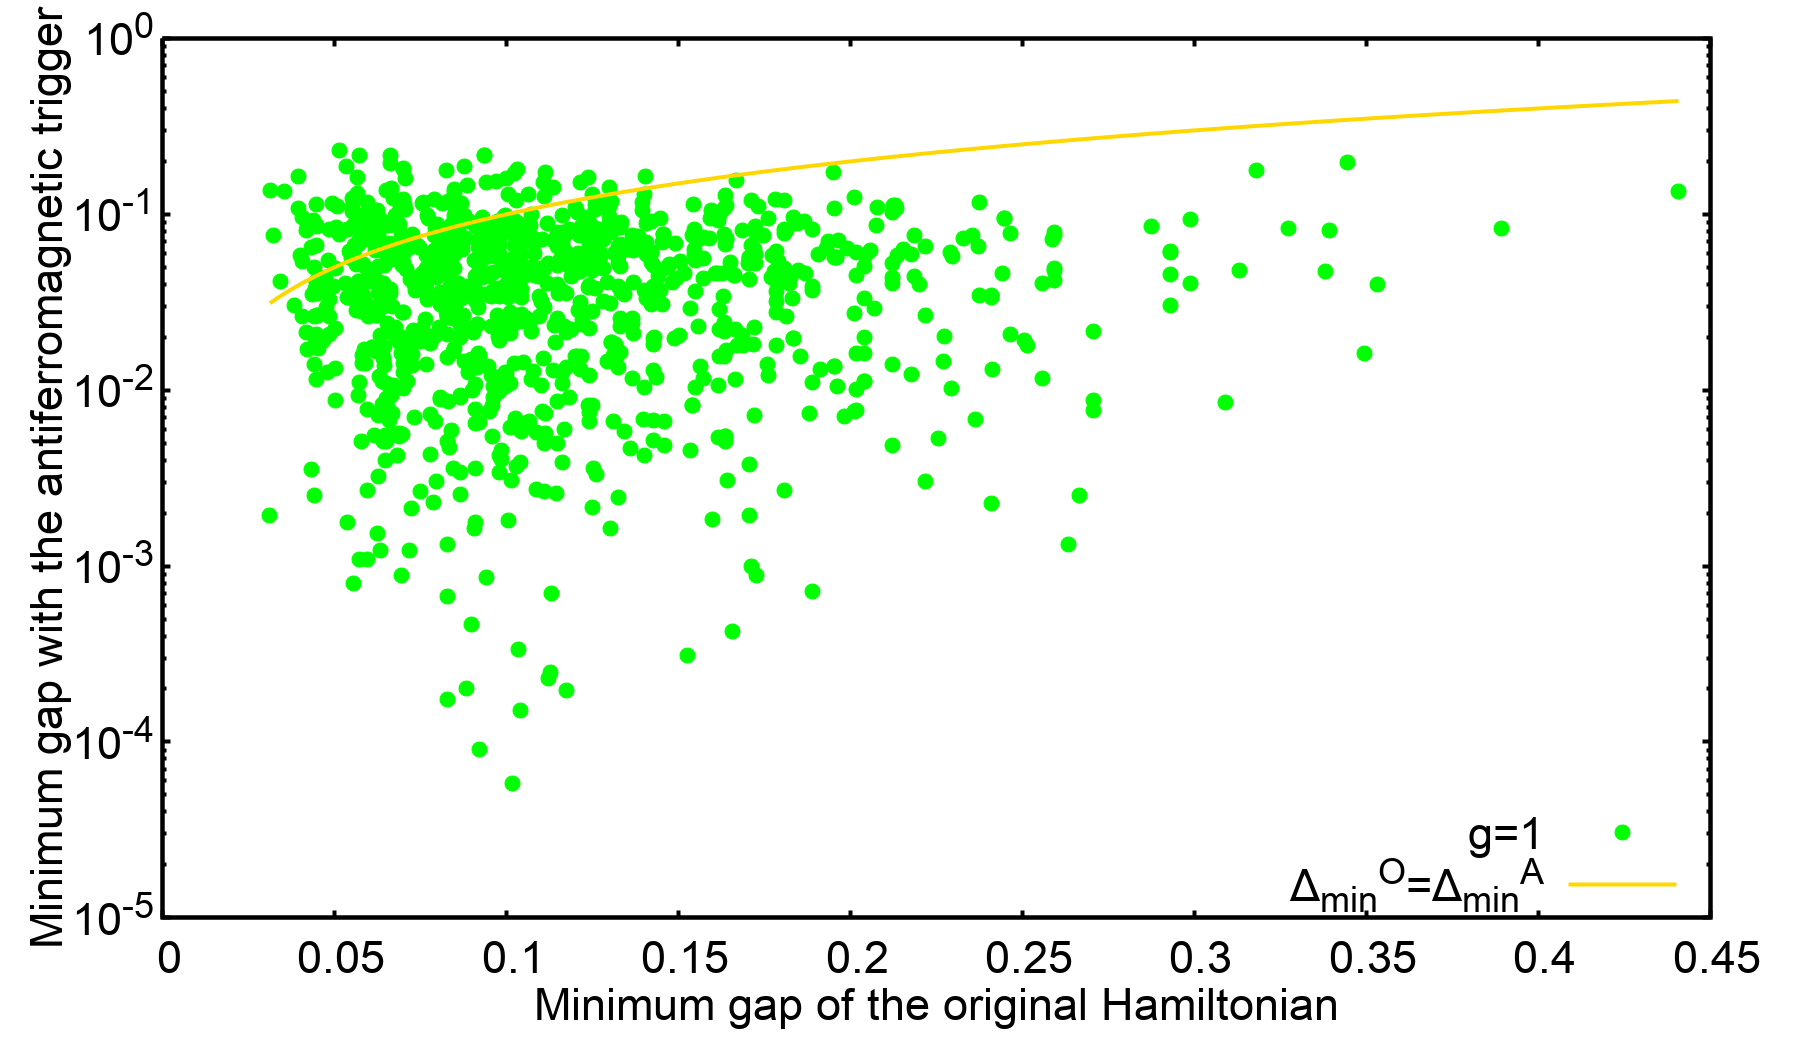 Minimum gap with the antiferromagnetic trigger
10^0
10^-1
10^-2
10^-3
10^-4
10^-5
0 0.05 0.1 0.15 0.2 0.25 0.3 0.35 0.4 0.45
Minimum gap of the original Hamiltonian
g=1
Δ_min^O=Δ_min^A